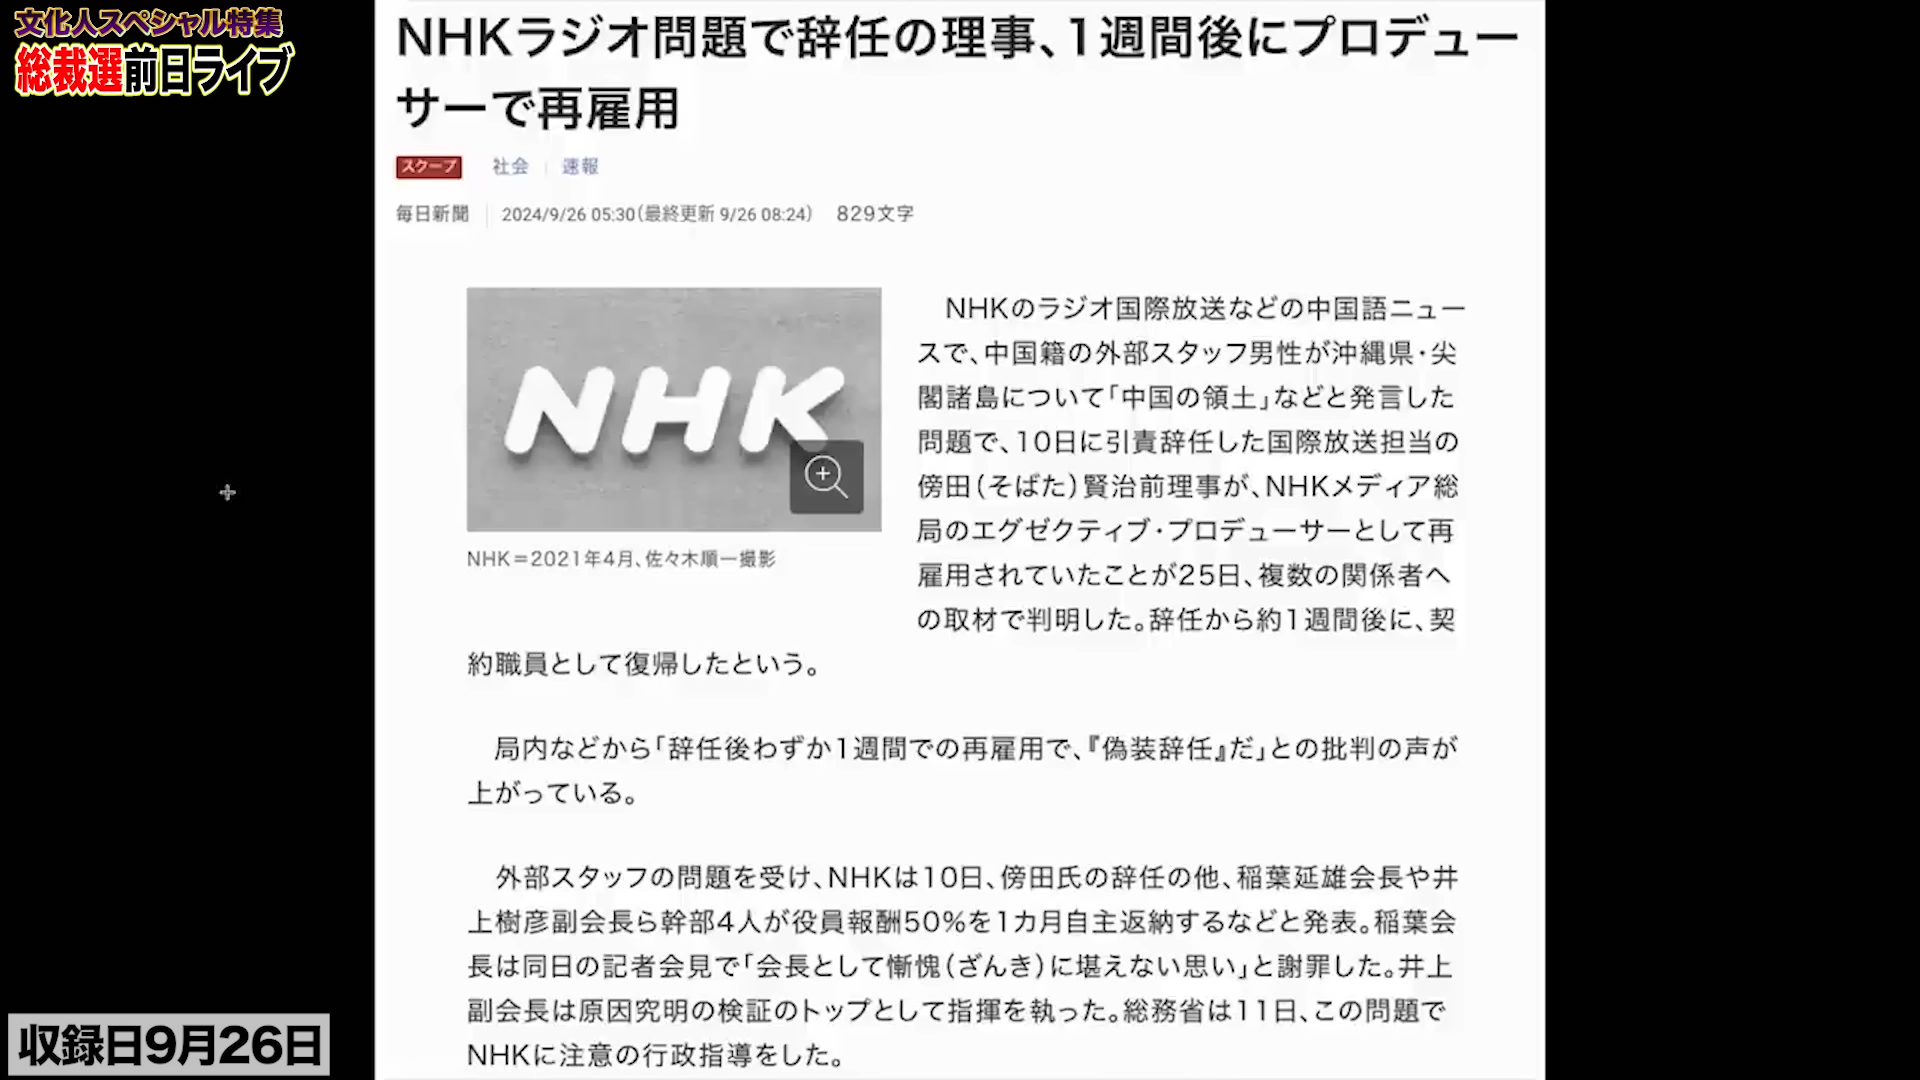 文化人スペシャル特集
総裁選前日ライブ
NHKラジオ問題で辞任の理事、1週間後にプロデュー
サーで再雇用
スクープ 社会 速報
毎日新聞 2024/9/26 05:30(最終更新 9/26 08:24) 829文字
NHK
NHK=2021年4月、佐々木順一撮影
NHKのラジオ国際放送などの中国語ニュー
スで、中国籍の外部スタッフ男性が沖縄県・尖
閣諸島について「中国の領土」などと発言した
問題で、10日に引責辞任した国際放送担当の
傍田(そばた)賢治前理事が、NHKメディア総
局のエグゼクティブ・プロデューサーとして再
雇用されていたことが25日、複数の関係者へ
の取材で判明した。辞任から約1週間後に、契
約職員として復帰したという。
局内などから「辞任後わずか1週間での再雇用で、『偽装辞任』だ」との批判の声が
上がっている。
外部スタッフの問題を受け、NHKは10日、傍田氏の辞任の他、稲葉延雄会長や井
上樹彦副会長ら幹部4人が役員報酬50%を1カ月自主返納するなどと発表。稲葉会
長は同日の記者会見で「会長として慚愧(ざんき)に堪えない思い」と謝罪した。井上
副会長は原因究明の検証のトップとして指揮を執った。総務省は11日、この問題で
NHKに注意の行政指導をした。
収録日9月26日